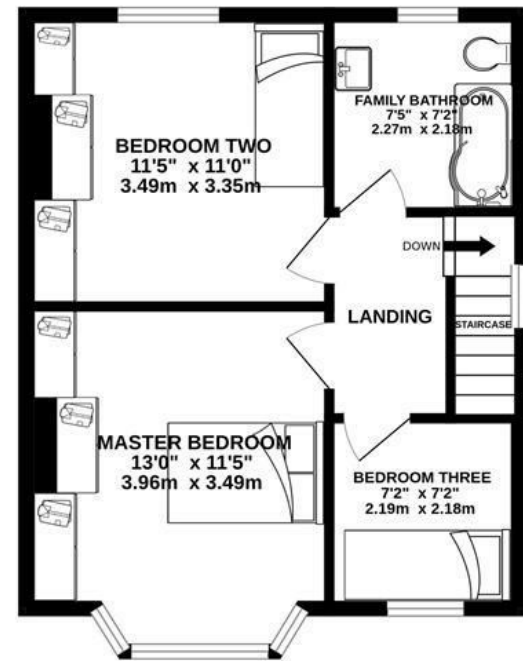 FAMILY BATHROOM
7'5" x 7'2"
2.27m x 2.18m
BEDROOM TWO
11'5" x 11'0"
3.49m x 3.35m
DOWN
LANDING
STAIRCASE
MASTER BEDROOM
13'0" x 11'5"
3.96m x 3.49m
BEDROOM THREE
7'2" x 7'2"
2.19m x 2.18m